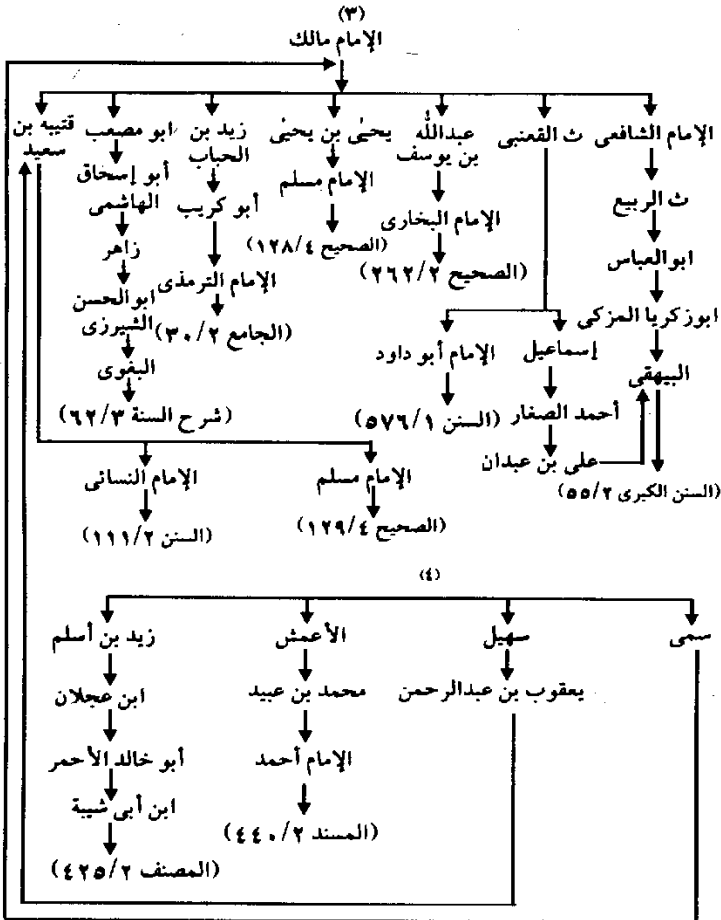 (٣)
الإمام مالك
الإمام الشافعى
ث القعنبى
عبدالله
بن يوسف
يحيى بن يحيى
زيد بن
الحباب
ابو مصعب
قتيبه بن
سعيد
ث الربيع
ابوالعباس
ابوزكريا المزكى
البيهقى
(السنن الكبرى ٥٥/٢)
إسماعيل
أحمد الصفار
على بن عبدان
الإمام أبو داود
(السنن ٥٧٦/١)
الإمام البخارى
(الصحيح ٢٦٢/٢)
الإمام مسلم
(الصحيح ١٢٨/٤)
أبو كريب
الإمام الترمذى
(الجامع ٣٠/٢)
أبو إسحاق
الهاشمى
زاهر
ابوالحسن
الشيرزى
البغوى
(شرح السنة ٦٢/٣)
الإمام مسلم
(الصحيح ١٢٩/٤)
الإمام النسائى
(السنن ١١١/٢)
(٤)
سمى
سهيل
يعقوب بن عبدالرحمن
الأعمش
محمد بن عبيد
الإمام أحمد
(المسند ٤٤٠/٢)
زيد بن أسلم
ابن عجلان
أبو خالد الأحمر
ابن أبى شيبة
(المصنف ٤٢٥/٢)